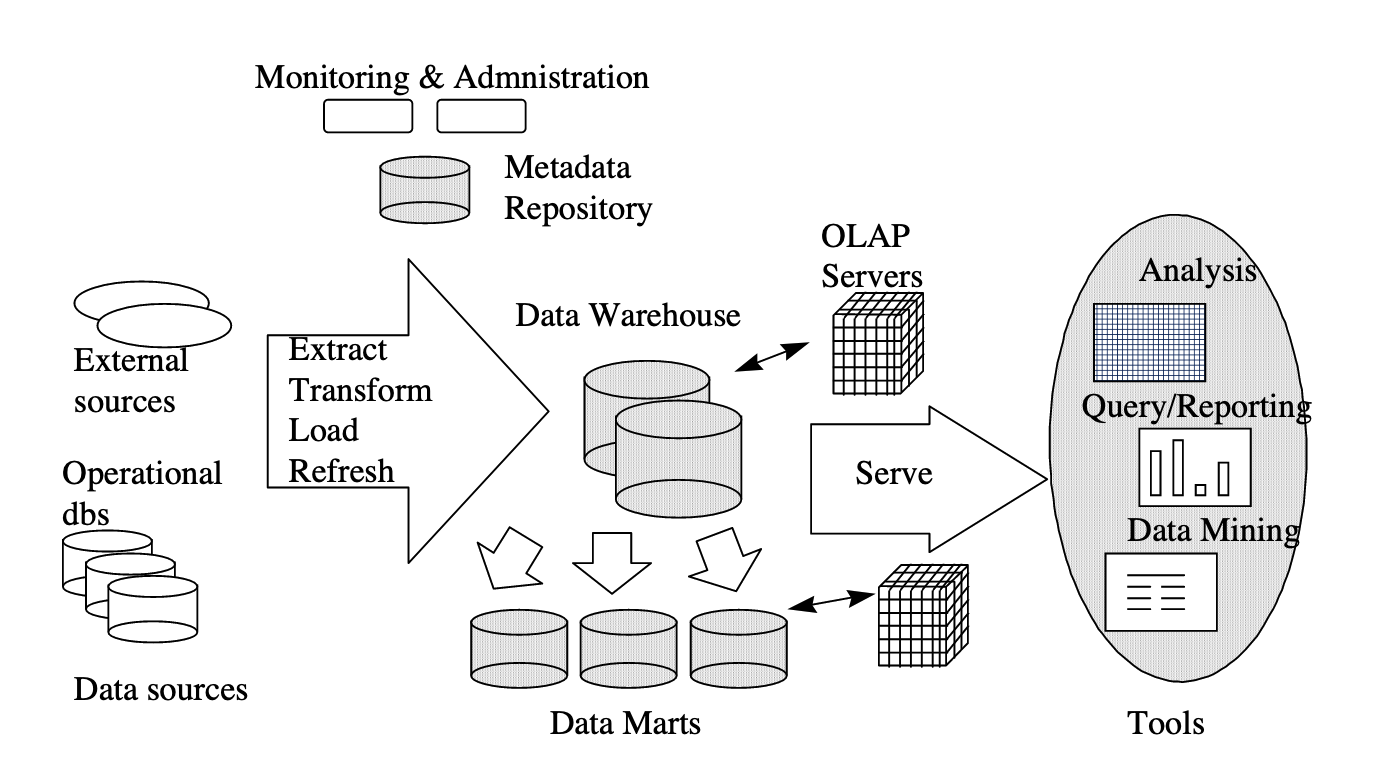 Monitoring & Admnistration
Metadata
Repository
OLAP
Servers
Analysis
Data Warehouse
External
sources
Extract
Transform
Load
Refresh
Query/Reporting
Operational
dbs
Serve
Data Mining
Data sources
Data Marts
Tools